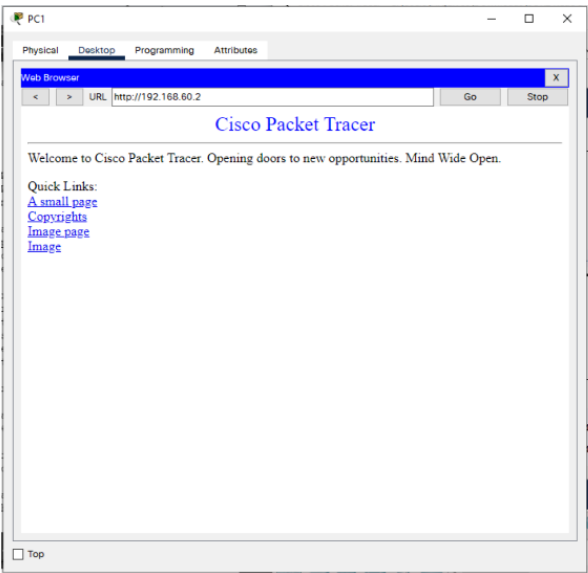 PC1
Physical Desktop Programming Attributes
Web Browser X
< > URL http://192.168.60.2 Go Stop
Cisco Packet Tracer
Welcome to Cisco Packet Tracer. Opening doors to new opportunities. Mind Wide Open.
Quick Links:
A small page
Copyrights
Image page
Image
Top